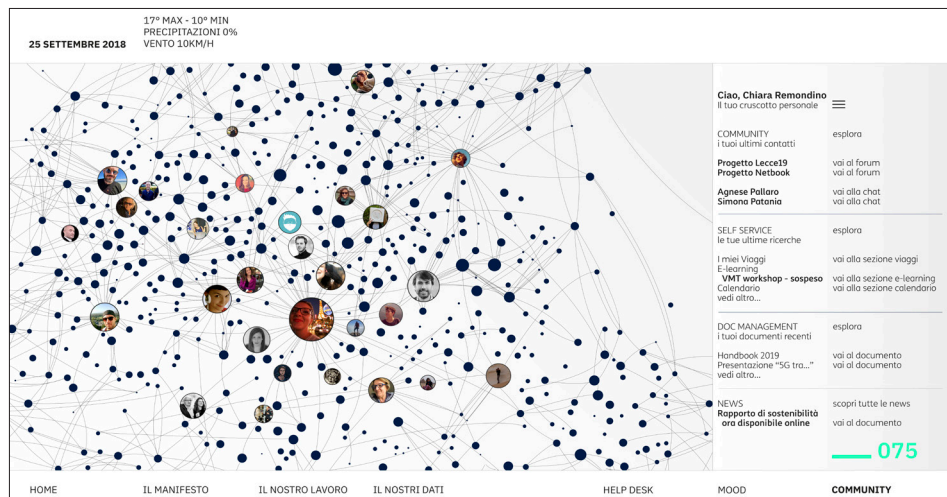 25 SETTEMBRE 2018
17° MAX - 10° MIN
PRECIPITAZIONI 0%
VENTO 10KM/H
Ciao, Chiara Remondino
Il tuo cruscotto personale
COMMUNITY esplora
i tuoi ultimi contatti
Progetto Lecce19 vai al forum
Progetto Netbook vai al forum
Agnese Pallaro vai alla chat
Simona Patania vai alla chat
SELF SERVICE esplora
le tue ultime ricerche
I miei Viaggi vai alla sezione viaggi
E-learning
VMT workshop - sospeso vai alla sezione e-learning
Calendario vai alla sezione calendario
vedi altro...
DOC MANAGEMENT esplora
i tuoi documenti recenti
Handbook 2019 vai al documento
Presentazione "5G tra..." vai al documento
vedi altro...
NEWS scopri tutte le news
Rapporto di sostenibilità
ora disponibile online vai al documento
075
HOME IL MANIFESTO IL NOSTRO LAVORO IL NOSTRI DATI HELP DESK MOOD COMMUNITY